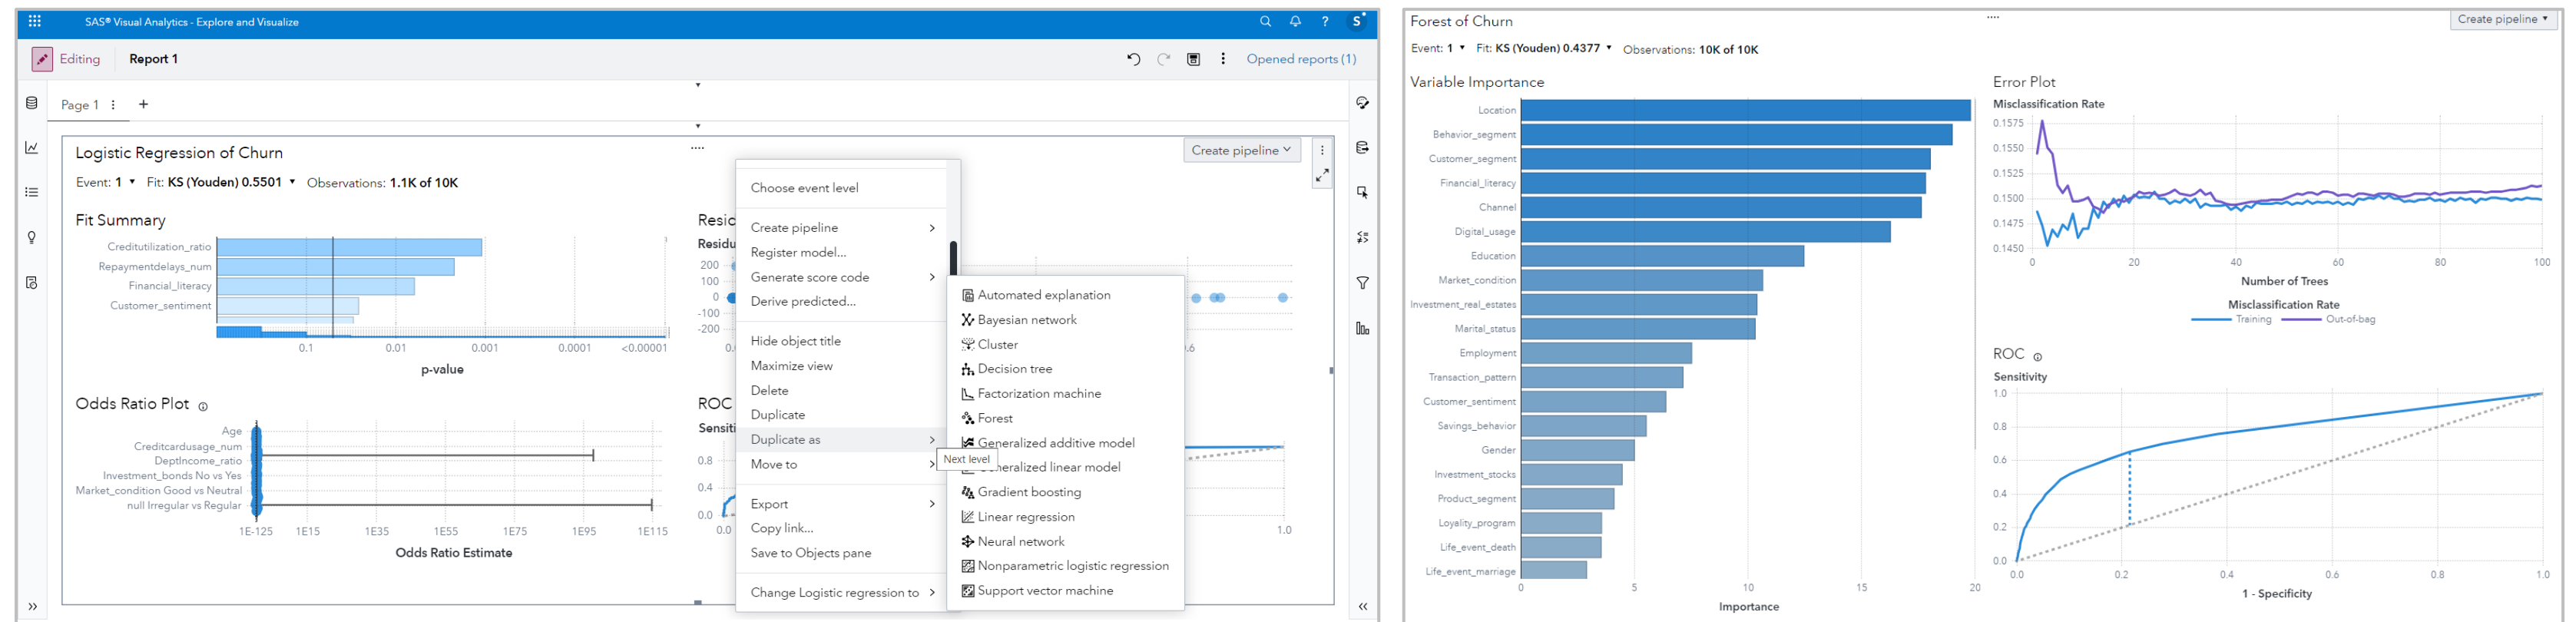 SAS® Visual Analytics - Explore and Visualize
Editing
Report 1
Opened reports (1)
Page 1
Logistic Regression of Churn
Create pipeline
Event: 1 Fit: KS (Youden) 0.5501 Observations: 1.1K of 10K
Fit Summary
Creditutilization_ratio
Repaymentdelays_num
Financial_literacy
Customer_sentiment
0.1 0.01 0.001 0.0001 <0.00001
p-value
Odds Ratio Plot
Age
Creditcardusage_num
DeptIncome_ratio
Investment_bonds No vs Yes
Market_condition Good vs Neutral
null Irregular vs Regular
1E-125 1E15 1E35 1E55 1E75 1E95 1E115
Odds Ratio Estimate
200
100
0
-100
-200
ROC
0.8
0.4
0.0
1.0
Choose event level
Create pipeline
Register model...
Generate score code
Derive predicted...
Hide object title
Maximize view
Delete
Duplicate
Duplicate as
Next level
Move to
Export
Copy link...
Save to Objects pane
Change Logistic regression to
Automated explanation
Bayesian network
Cluster
Decision tree
Factorization machine
Forest
Generalized additive model
neralized linear model
Gradient boosting
Linear regression
Neural network
Nonparametric logistic regression
Support vector machine
Forest of Churn
Create pipeline
Event: 1 Fit: KS (Youden) 0.4377 Observations: 10K of 10K
Variable Importance
Location
Behavior_segment
Customer_segment
Financial_literacy
Channel
Digital_usage
Education
Market_condition
Investment_real_estates
Marital_status
Employment
Transaction_pattern
Customer_sentiment
Savings_behavior
Gender
Investment_stocks
Product_segment
Loyality_program
Life_event_death
Life_event_marriage
0 5 10 15 20
Importance
Error Plot
Misclassification Rate
0.1575
0.1550
0.1525
0.1500
0.1475
0.1450
0 20 40 60 80 100
Number of Trees
Misclassification Rate
Training Out-of-bag
ROC
Sensitivity
1.0
0.8
0.6
0.4
0.2
0.0
0.0 0.2 0.4 0.6 0.8 1.0
1 - Specificity